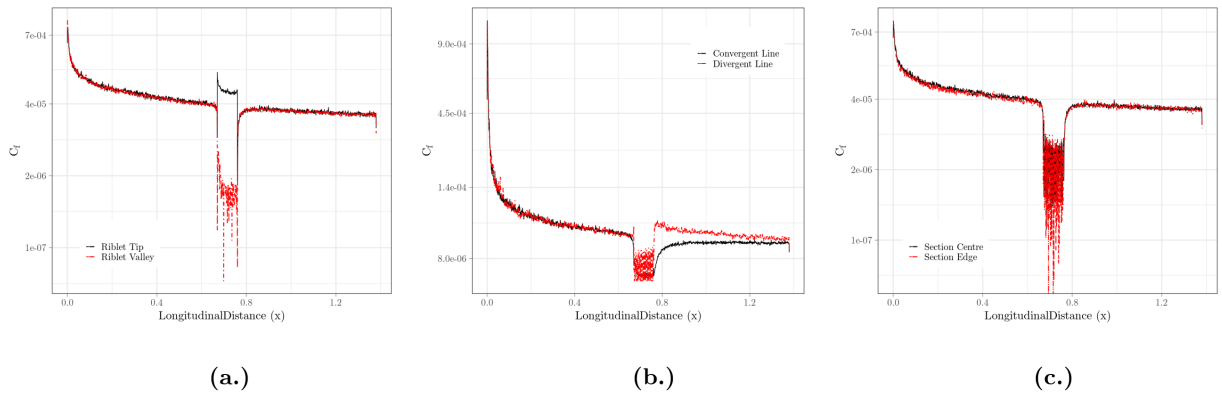 7e-04
4e-05
2e-06
1e-07
C_f
Riblet Tip
Riblet Valley
0.0 0.4 0.8 1.2
LongitudinalDistance (x)
(a.)
9.0e-04
4.5e-04
1.4e-04
8.0e-06
C_f
Convergent Line
Divergent Line
0.0 0.4 0.8 1.2
LongitudinalDistance (x)
(b.)
7e-04
4e-05
2e-06
1e-07
C_f
Section Centre
Section Edge
0.0 0.4 0.8 1.2
LongitudinalDistance (x)
(c.)